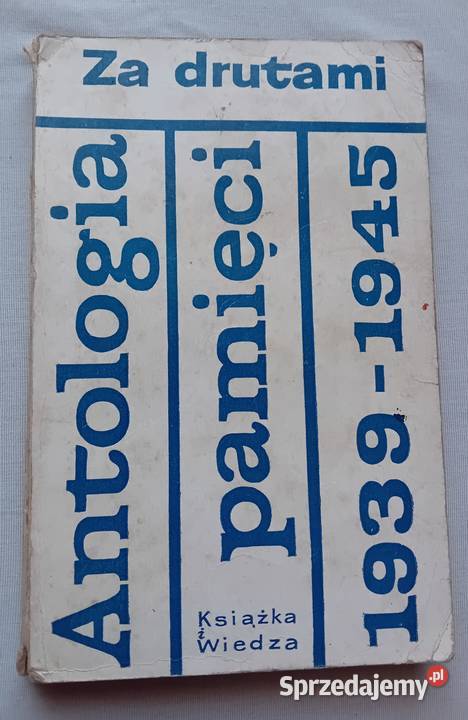 Za drutami
Antologia
pamięci
1939-1945
Książka
i
Wiedza
Sprzedajemy.pl